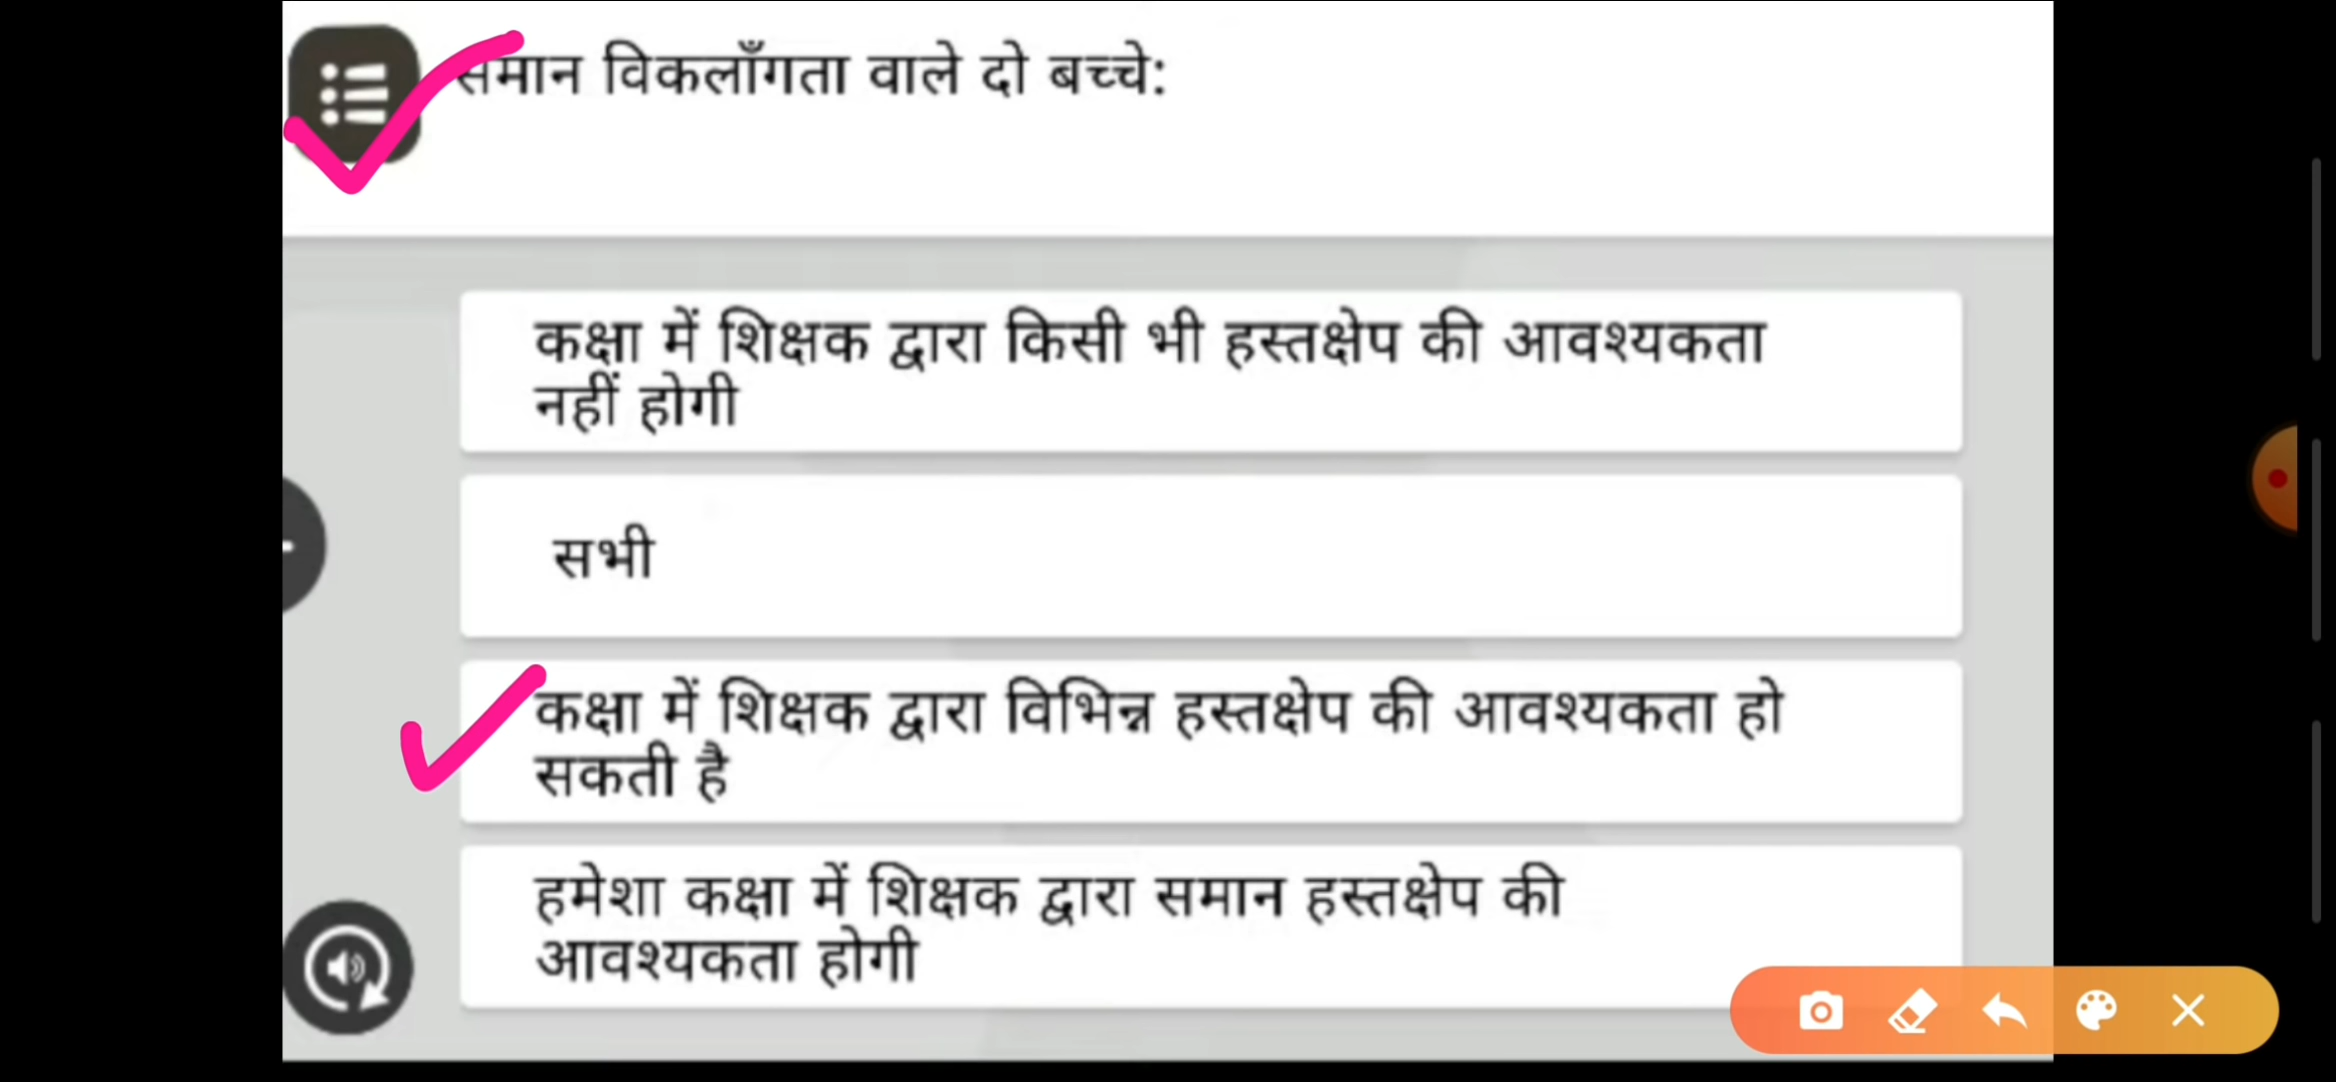 समान विकलाँगता वाले दो बच्चे:
कक्षा में शिक्षक द्वारा किसी भी हस्तक्षेप की आवश्यकता
नहीं होगी
सभी
कक्षा में शिक्षक द्वारा विभिन्न हस्तक्षेप की आवश्यकता हो
सकती है
हमेशा कक्षा में शिक्षक द्वारा समान हस्तक्षेप की
आवश्यकता होगी